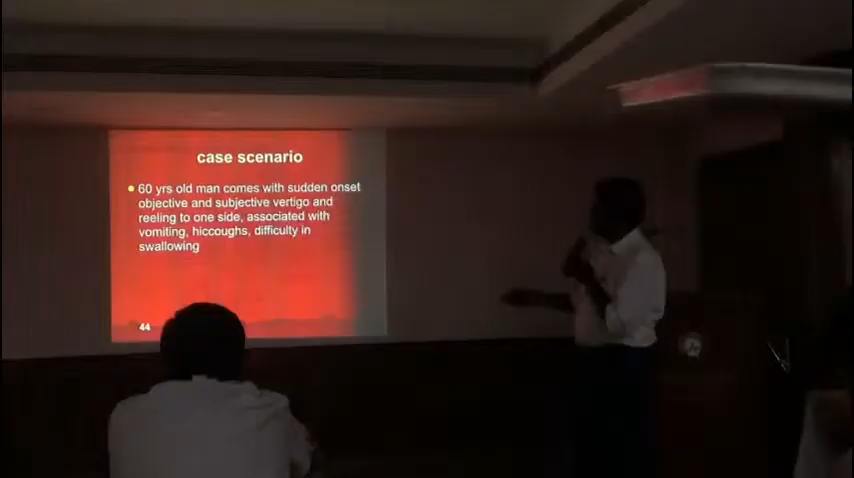 case scenario
60 yrs old man comes with sudden onset
objective and subjective vertigo and
reeling to one side, associated with
vomiting, hiccoughs, difficulty in
swallowing
44